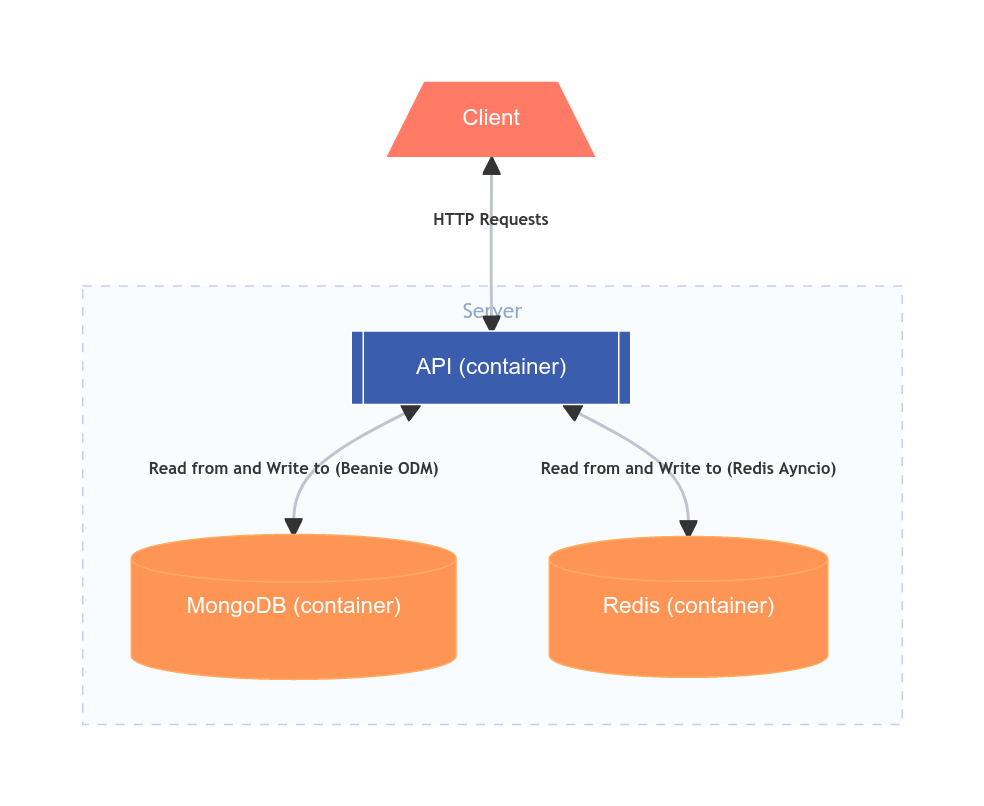 Client
HTTP Requests
Server
API (container)
Read from and Write to (Beanie ODM)
Read from and Write to (Redis Ayncio)
MongoDB (container)
Redis (container)